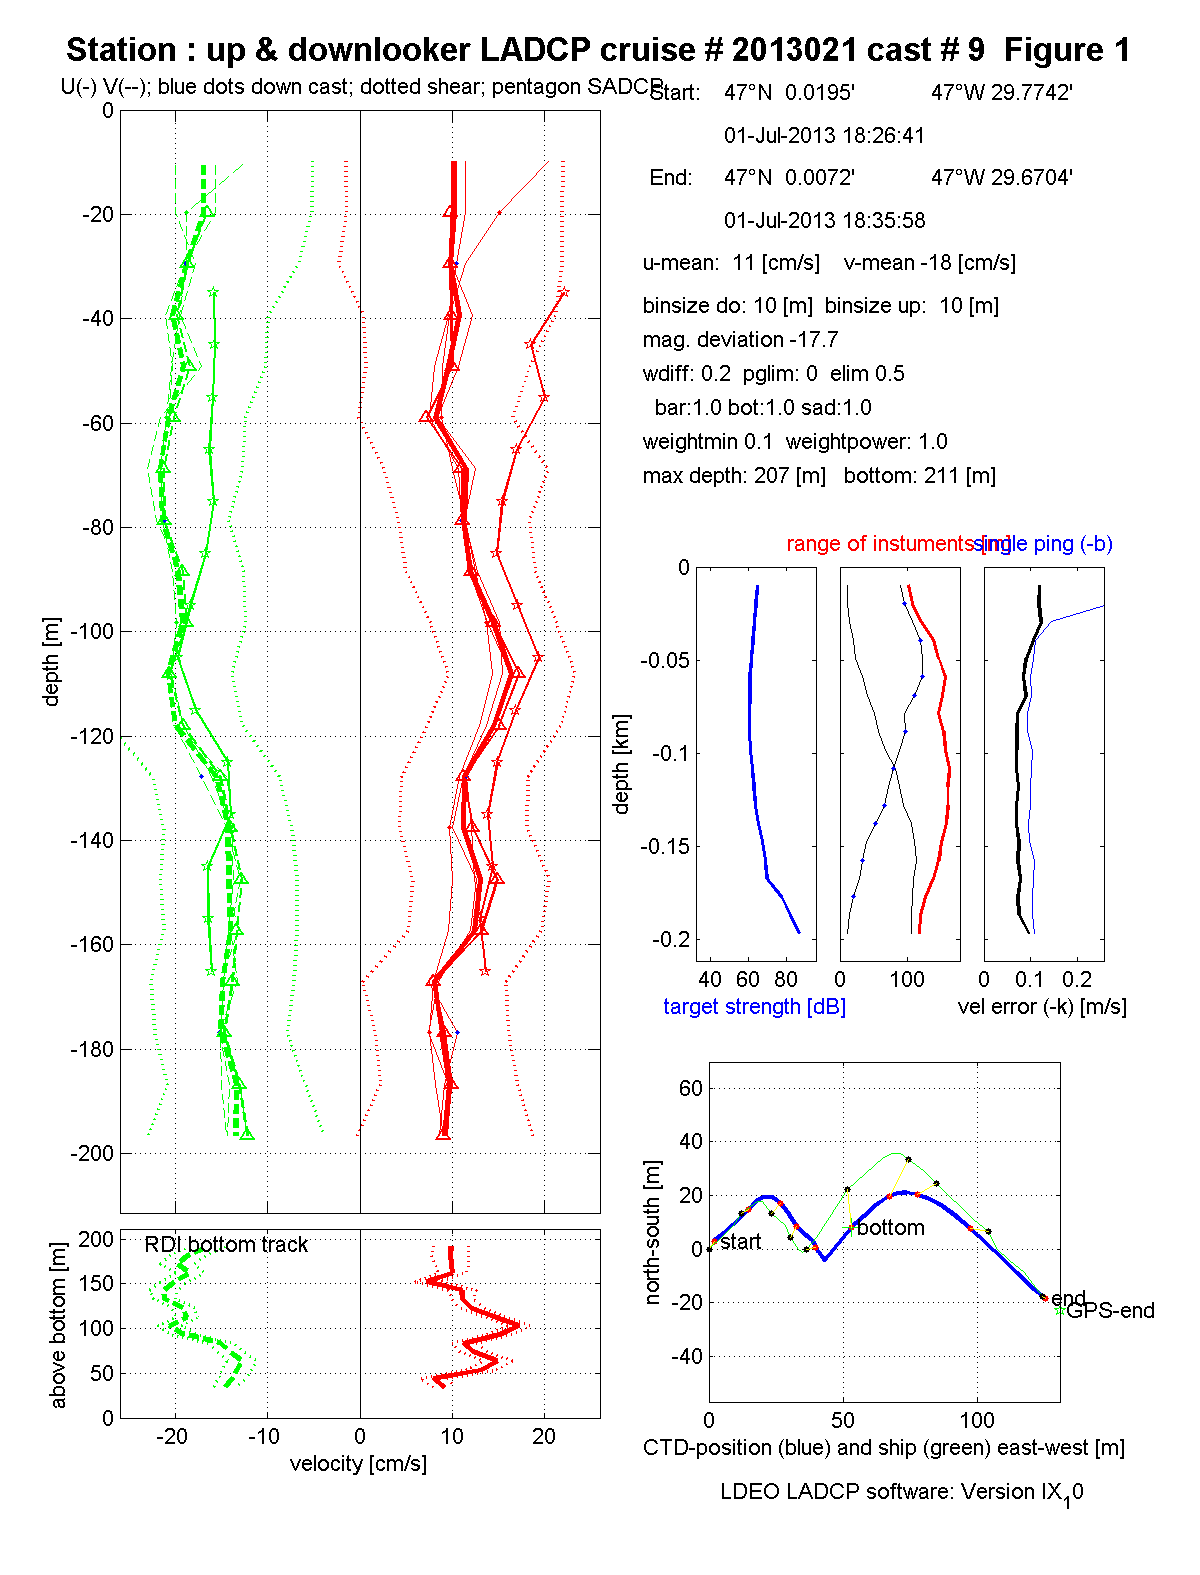 Station : up & downlooker LADCP cruise # 2013021 cast # 9  Figure 1
U(-) V(--); blue dots down cast; dotted shear; pentagon SADCP
Start: 47°N 0.0195' 47°W 29.7742'
01-Jul-2013 18:26:41
End: 47°N 0.0072' 47°W 29.6704'
01-Jul-2013 18:35:58
u-mean: 11 [cm/s] v-mean -18 [cm/s]
binsize do: 10 [m] binsize up: 10 [m]
mag. deviation -17.7
wdiff: 0.2 pglim: 0 elim 0.5
bar:1.0 bot:1.0 sad:1.0
weightmin 0.1 weightpower: 1.0
max depth: 207 [m] bottom: 211 [m]
0
-20
-40
-60
-80
-100
-120
-140
-160
-180
-200
depth [m]
range of instuments [m]
single ping (-b)
0
-0.05
-0.1
-0.15
-0.2
depth [km]
40 60 80
0 100
0 0.1 0.2
target strength [dB]
vel error (-k) [m/s]
RDI bottom track
200
150
100
50
0
above bottom [m]
-20 -10 0 10 20
velocity [cm/s]
60
40
20
0
-20
-40
north-south [m]
start
bottom
end
GPS-end
0 50 100
CTD-position (blue) and ship (green) east-west [m]
LDEO LADCP software: Version IX10